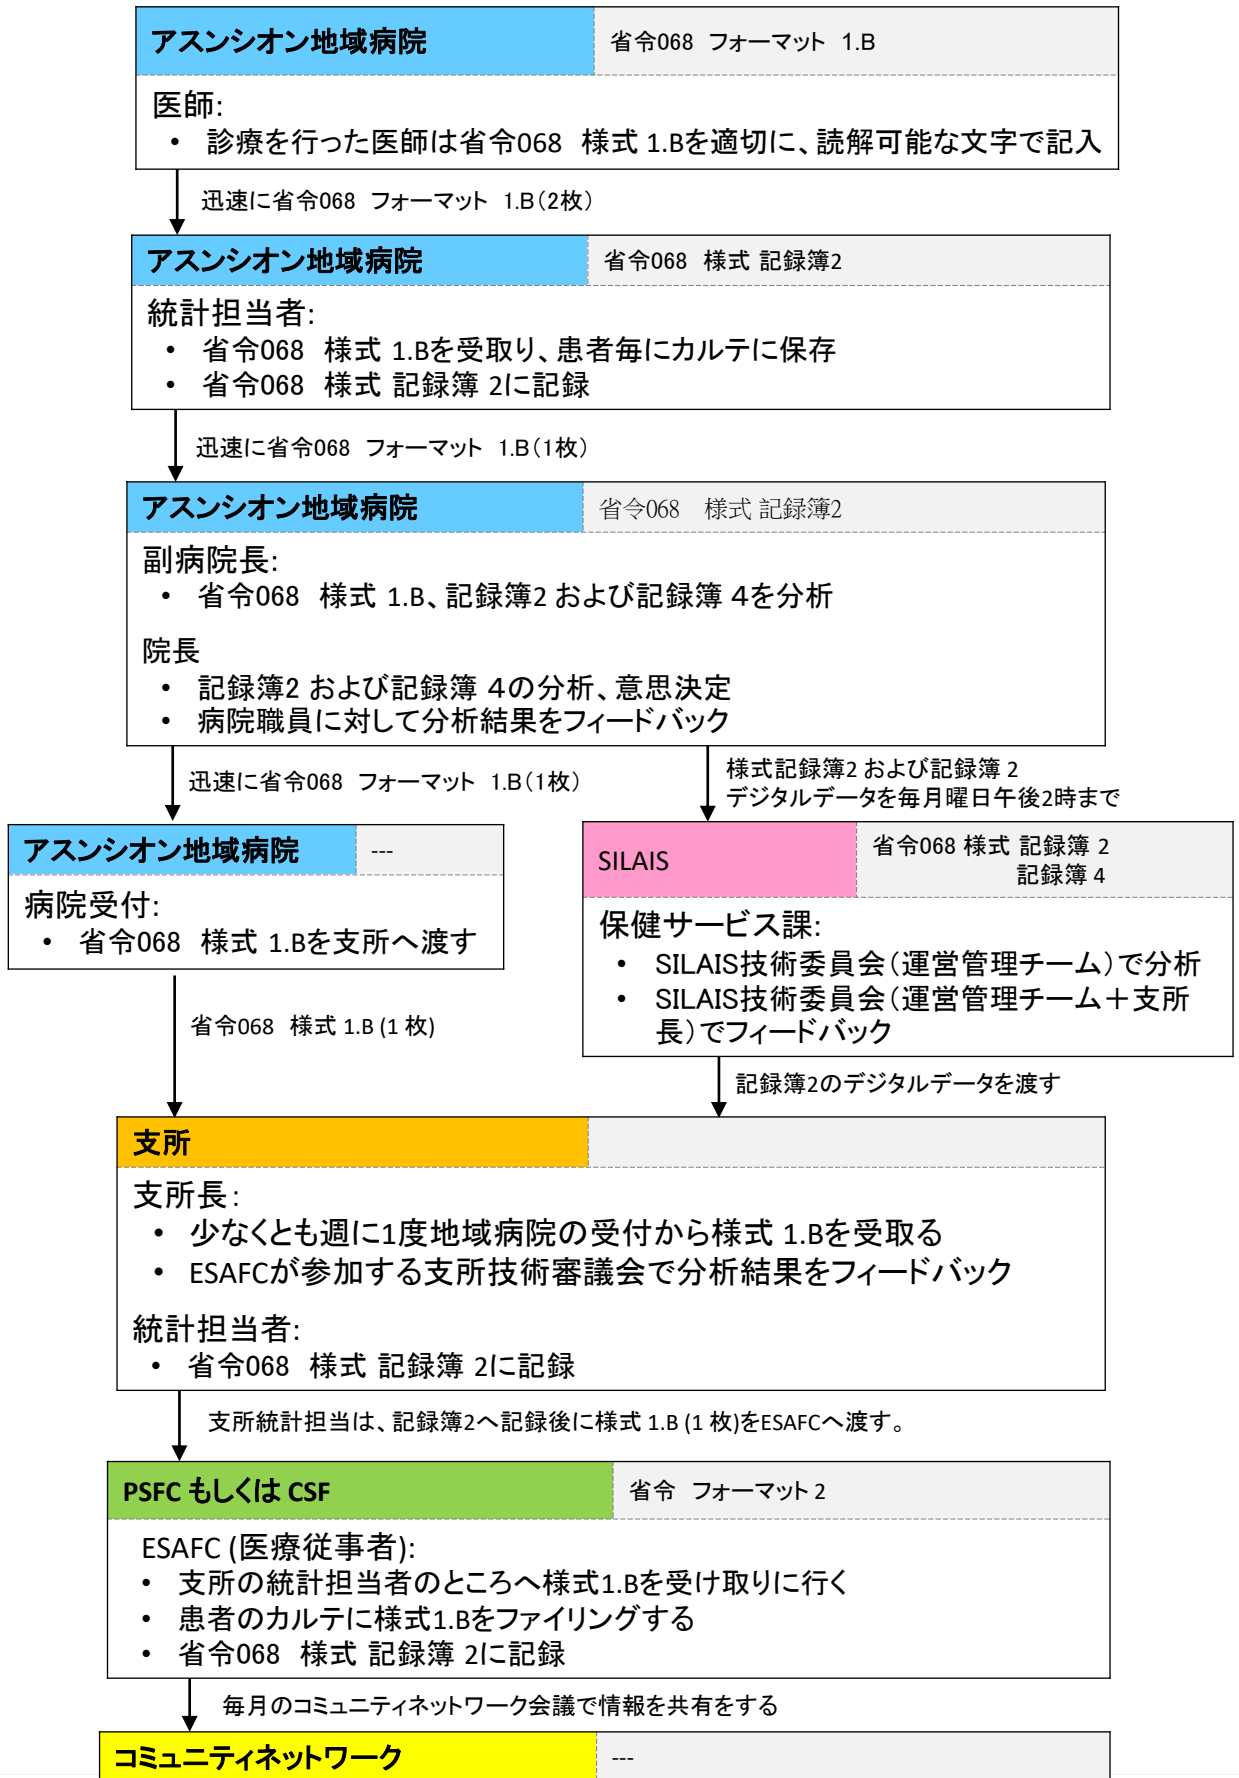 アスンシオン地域病院
省令068 フォーマット 1.B
医師:
• 診療を行った医師は省令068 様式 1.Bを適切に、読解可能な文字で記入
迅速に省令068 フォーマット 1.B(2枚)
アスンシオン地域病院
省令068 様式 記録簿2
統計担当者:
• 省令068 様式 1.Bを受取り、患者毎にカルテに保存
• 省令068 様式 記録簿 2に記録
迅速に省令068 フォーマット 1.B(1枚)
アスンシオン地域病院
省令068 様式 記録簿2
副病院長:
• 省令068 様式 1.B、記録簿2 および記録簿 4を分析
院長
• 記録簿2 および記録簿 4の分析、意思決定
• 病院職員に対して分析結果をフィードバック
迅速に省令068 フォーマット 1.B(1枚)
様式記録簿2 および記録簿 2
デジタルデータを毎月曜日午後2時まで
アスンシオン地域病院
---
病院受付:
• 省令068 様式 1.Bを支所へ渡す
SILAIS
省令068 様式 記録簿 2
記録簿 4
保健サービス課:
• SILAIS技術委員会(運営管理チーム)で分析
• SILAIS技術委員会(運営管理チーム+支所
長)でフィードバック
省令068 様式 1.B (1 枚)
記録簿2のデジタルデータを渡す
支所
支所長:
• 少なくとも週に1度地域病院の受付から様式 1.Bを受取る
• ESAFCが参加する支所技術審議会で分析結果をフィードバック
統計担当者:
• 省令068 様式 記録簿 2に記録
支所統計担当は、記録簿2へ記録後に様式 1.B (1 枚)をESAFCへ渡す。
PSFC もしくは CSF
省令 フォーマット 2
ESAFC (医療従事者):
• 支所の統計担当者のところへ様式1.Bを受け取りに行く
• 患者のカルテに様式1.Bをファイリングする
• 省令068 様式 記録簿 2に記録
毎月のコミュニティネットワーク会議で情報を共有をする
コミュニティネットワーク
---